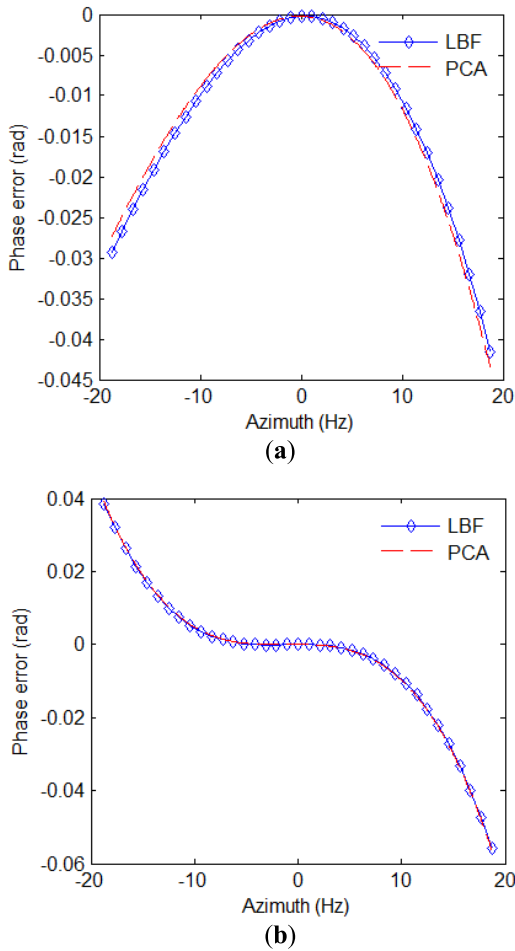 0
-0.005
-0.01
-0.015
-0.02
-0.025
-0.03
-0.035
-0.04
-0.045
Phase error (rad)
LBF
PCA
-20 -10 0 10 20
Azimuth (Hz)
(a)
0.04
0.02
0
-0.02
-0.04
-0.06
Phase error (rad)
LBF
PCA
-20 -10 0 10 20
Azimuth (Hz)
(b)